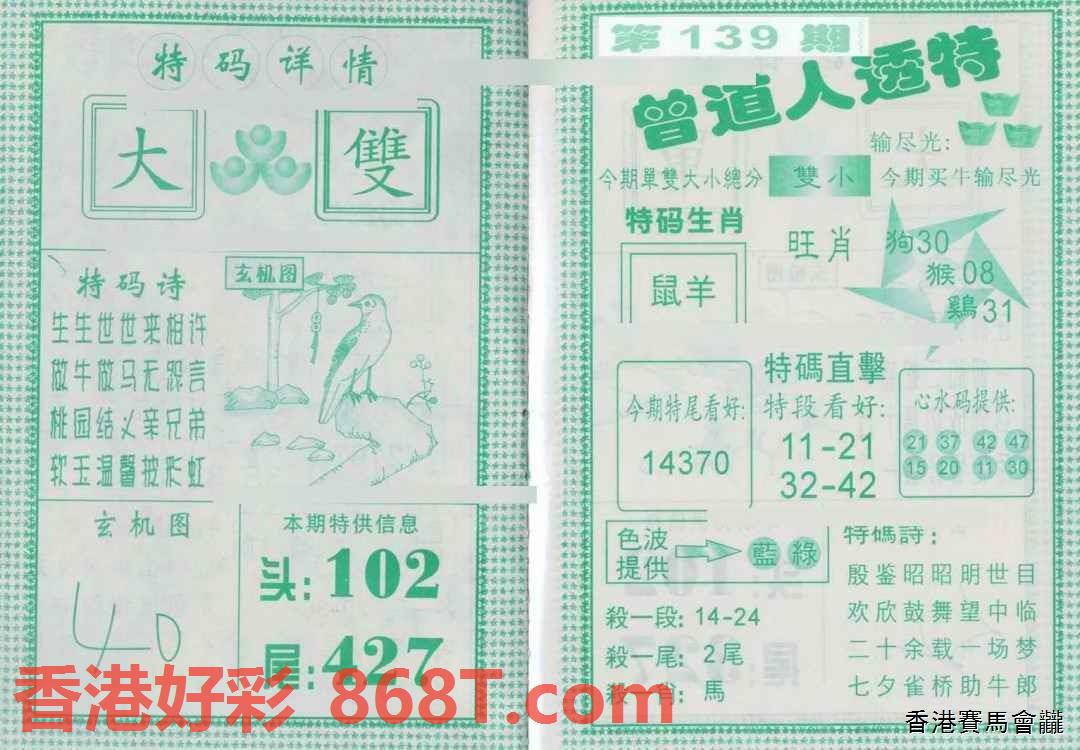 特码详情
大 雙
特码诗
生生世世来相许
做牛做马无怨言
桃园结义亲兄弟
软玉温馨披彩虹
玄机图
玄机图
40
本期特供信息
头:102
尾:427
第139期
曾道人透特
输尽光:
今期單雙大小總分 雙小 今期买牛输尽光
特码生肖
鼠羊
旺肖
狗30
猴08
鷄31
今期特尾看好:
14370
特碼直擊
特段看好:
11-21
32-42
心水码提供:
21 37 42 47
15 20 11 30
色波
提供
藍 綠
殺一段: 14-24
殺一尾: 2尾
殺一肖: 馬
特碼詩:
殷鉴昭昭明世目
欢欣鼓舞望中临
二十余载一场梦
七夕雀桥助牛郎
香港好彩 868T.com
香港賽馬會